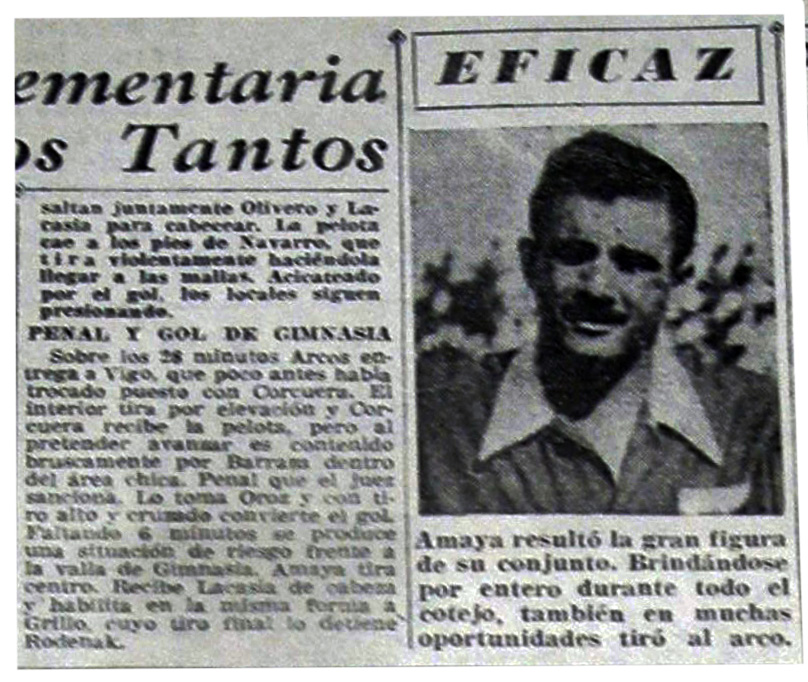 ementaria
os Tantos
saltan juntamente Olivero y La-
casia para cabecear. La pelota
cae a los pies de Navarro, que
tira violentamente haciéndola
llegar a las mallas. Acicateado
por el gol, los locales siguen
presionando.
PENAL Y GOL DE GIMNASIA
Sobre los 28 minutos Arcos en-
trega a Vigo, que poco antes había
trocado puesto con Corcuera. El
interior tira por elevación y Cor-
cuera recibe la pelota, pero al
pretender avanzar es contenido
bruscamente por Barraza dentro
del área chica. Penal que el juez
sanciona. Lo toma Oroz y con ti-
ro alto y cruzado convierte el gol.
Faltando 6 minutos se produce
una situación de riesgo frente a
la valla de Gimnasia. Amaya tira
centro. Recibe Lacasia de cabeza
y habilita en la misma forma a
Grillo, cuyo tiro final lo detiene
Rodenak.
EFICAZ
Amaya resultó la gran figura
de su conjunto. Brindándose
por entero durante todo el
cotejo, también en muchas
oportunidades tiró al arco.